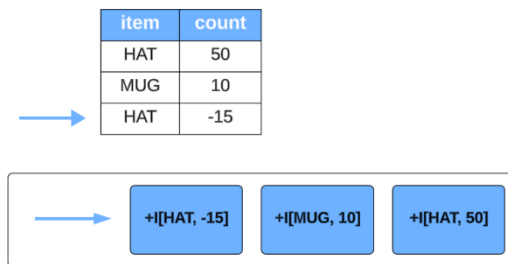 item count
HAT 50
MUG 10
HAT -15
+I[HAT, -15] +I[MUG, 10] +I[HAT, 50]